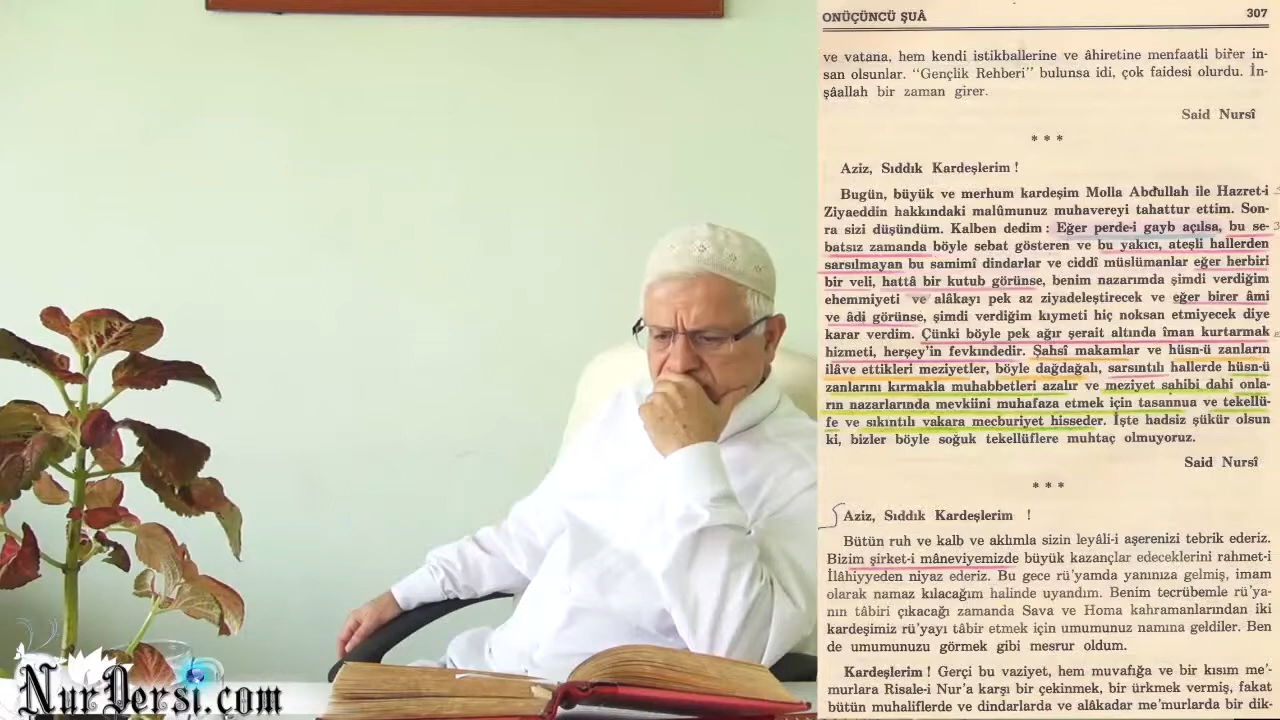 ONÜÇÜNCÜ ŞUÂ 307
ve vatana, hem kendi istikballerine ve âhiretine menfaatli birer in-
san olsunlar. "Gençlik Rehberi" bulunsa idi, çok faidesi olurdu. İn-
şâallah bir zaman girer.
Said Nursî
* * *
Aziz, Sıddık Kardeşlerim !
Bugün, büyük ve merhum kardeşim Molla Abdullah ile Hazret-i
Ziyaeddin hakkındaki malûmunuz muhavereyi tahattur ettim. Son-
ra sizi düşündüm. Kalben dedim : Eğer perde-i gayb açılsa, bu se-
batsız zamanda böyle sebat gösteren ve bu yakıcı, ateşli hallerden
sarsılmayan bu samimî dindarlar ve ciddî müslümanlar eğer herbiri
bir veli, hattâ bir kutub görünse, benim nazarımda şimdi verdiğim
ehemmiyeti ve alâkayı pek az ziyadeleştirecek ve eğer birer âmi
ve âdi görünse, şimdi verdiğim kıymeti hiç noksan etmiyecek diye
karar verdim. Çünki böyle pek ağır şerait altında îman kurtarmak
hizmeti, herşey'in fevkındedir. Şahsî makamlar ve hüsn-ü zanların
ilâve ettikleri meziyetler, böyle dağdağalı, sarsıntılı hallerde hüsn-ü
zanlarını kırmakla muhabbetleri azalır ve meziyet sahibi dahi onla-
rın nazarlarında mevkiini muhafaza etmek için tasannua ve tekellü-
fe ve sıkıntılı vakara mecburiyet hisseder. İşte hadsiz şükür olsun
ki, bizler böyle soğuk tekellüflere muhtaç olmuyoruz.
Said Nursî
* * *
Aziz, Sıddık Kardeşlerim !
Bütün ruh ve kalb ve aklımla sizin leyâli-i aşerenizi tebrik ederiz.
Bizim şirket-i mâneviyemizde büyük kazançlar edeceklerini rahmet-i
İlâhiyyeden niyaz ederiz. Bu gece rü'yamda yanınıza gelmiş, imam
olarak namaz kılacağım halinde uyandım. Benim tecrübemle rü'ya-
nın tâbiri çıkacağı zamanda Sava ve Homa kahramanlarından iki
kardeşimiz rü'yayı tâbir etmek için umumunuz namına geldiler. Ben
de umumunuzu görmek gibi mesrur oldum.
Kardeşlerim ! Gerçi bu vaziyet, hem muvafığa ve bir kısım me'-
murlara Risale-i Nur'a karşı bir çekinmek, bir ürkmek vermiş, fakat
bütün muhaliflerde ve dindarlarda ve alâkadar me'murlarda bir dik-
NurDersi.com